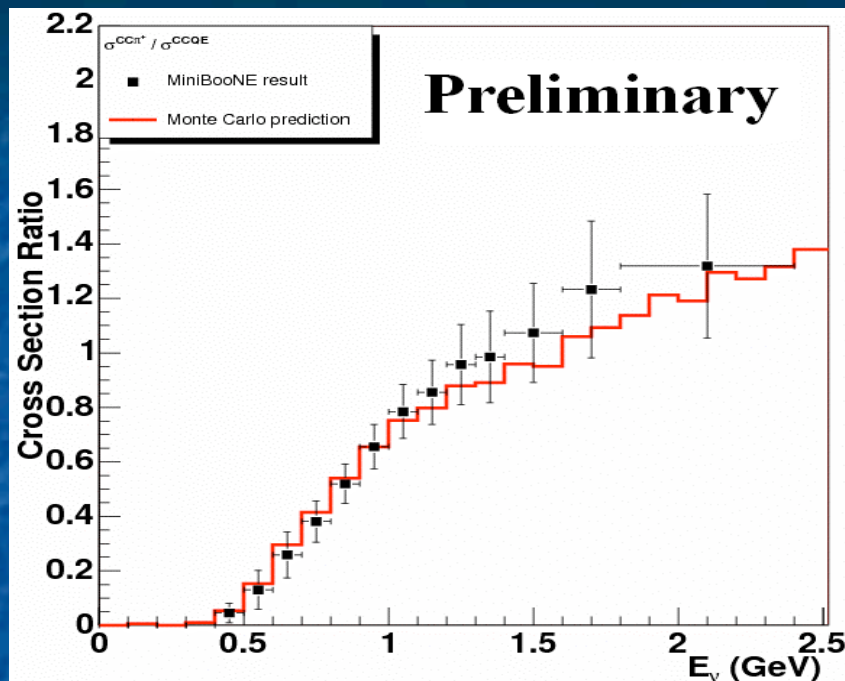 σ^CCπ+ / σ^CCQE
MiniBooNE result
Monte Carlo prediction
Preliminary
Cross Section Ratio
2.2
2
1.8
1.6
1.4
1.2
1
0.8
0.6
0.4
0.2
0
0 0.5 1 1.5 2 2.5
E_ν (GeV)